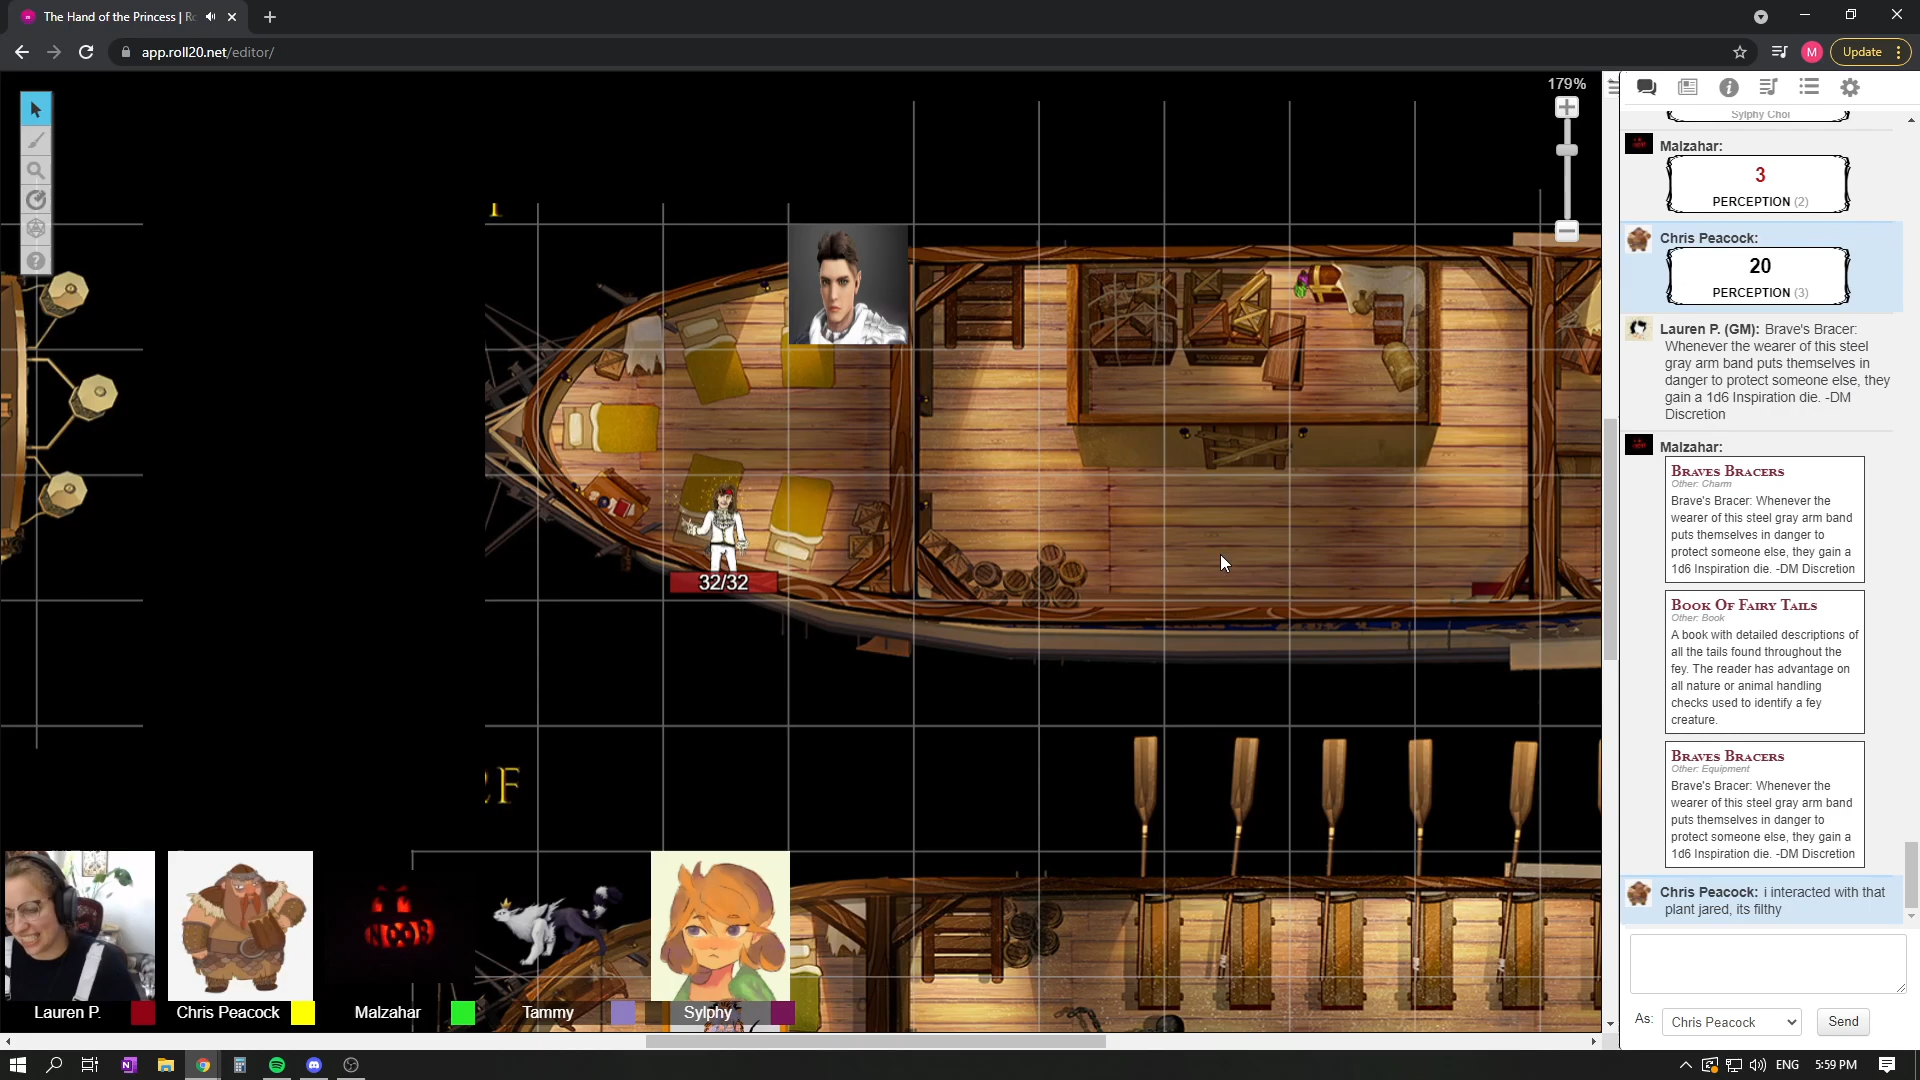 The Hand of the Princess | Ro
app.roll20.net/editor/
M
Update
179%
Sylphy Choi
Malzahar:
3
PERCEPTION (2)
Chris Peacock:
20
PERCEPTION (3)
Lauren P. (GM): Brave's Bracer:
Whenever the wearer of this steel
gray arm band puts themselves in
danger to protect someone else, they
gain a 1d6 Inspiration die. -DM
Discretion
Malzahar:
BRAVES BRACERS
Other: Charm
Brave's Bracer: Whenever the
wearer of this steel gray arm band
puts themselves in danger to
protect someone else, they gain a
1d6 Inspiration die. -DM Discretion
BOOK OF FAIRY TAILS
Other: Book
A book with detailed descriptions of
all the tails found throughout the
fey. The reader has advantage on
all nature or animal handling
checks used to identify a fey
creature.
BRAVES BRACERS
Other: Equipment
Brave's Bracer: Whenever the
wearer of this steel gray arm band
puts themselves in danger to
protect someone else, they gain a
1d6 Inspiration die. -DM Discretion
Chris Peacock: i interacted with that
plant jared, its filthy
As:
Chris Peacock
Send
32/32
2F
NOOB
Lauren P.
Chris Peacock
Malzahar
Tammy
Sylphy
ENG
5:59 PM